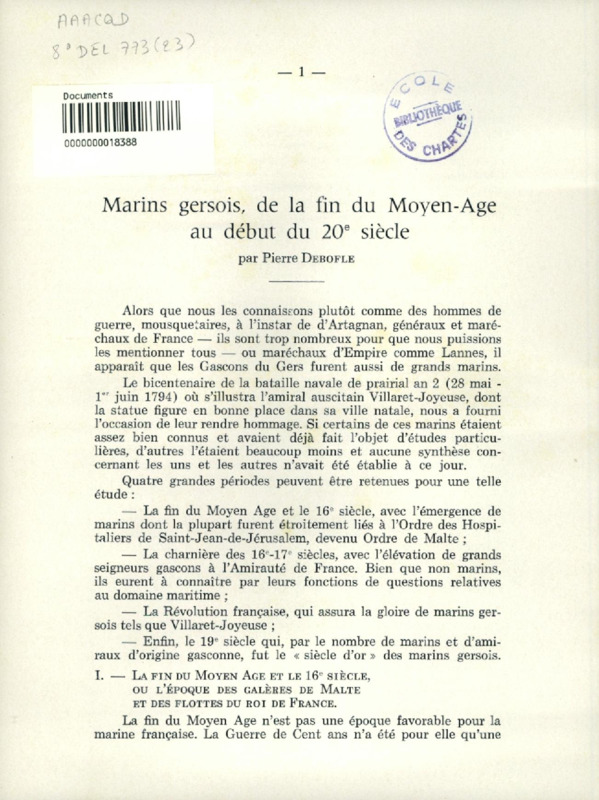 AAACQD
8° DEL 773(23)
— 1 —
Documents
0000000018388
ECOLE
BIBLIOTHÈQUE
DES CHARTES
Marins gersois, de la fin du Moyen-Age
au début du 20e siècle
par Pierre DEBOFLE
Alors que nous les connaissons plutôt comme des hommes de
guerre, mousquetaires, à l'instar de d'Artagnan, généraux et maré-
chaux de France — ils sont trop nombreux pour que nous puissions
les mentionner tous — ou maréchaux d'Empire comme Lannes, il
apparaît que les Gascons du Gers furent aussi de grands marins.
Le bicentenaire de la bataille navale de prairial an 2 (28 mai -
1er juin 1794) où s'illustra l'amiral auscitain Villaret-Joyeuse, dont
la statue figure en bonne place dans sa ville natale, nous a fourni
l'occasion de leur rendre hommage. Si certains de ces marins étaient
assez bien connus et avaient déjà fait l'objet d'études particu-
lières, d'autres l'étaient beaucoup moins et aucune synthèse con-
cernant les uns et les autres n'avait été établie à ce jour.
Quatre grandes périodes peuvent être retenues pour une telle
étude :
— La fin du Moyen Age et le 16e siècle, avec l'émergence de
marins dont la plupart furent étroitement liés à l'Ordre des Hospi-
taliers de Saint-Jean-de-Jérusalem, devenu Ordre de Malte ;
— La charnière des 16e-17e siècles, avec l'élévation de grands
seigneurs gascons à l'Amirauté de France. Bien que non marins,
ils eurent à connaître par leurs fonctions de questions relatives
au domaine maritime ;
— La Révolution française, qui assura la gloire de marins ger-
sois tels que Villaret-Joyeuse ;
— Enfin, le 19e siècle qui, par le nombre de marins et d'ami-
raux d'origine gasconne, fut le « siècle d'or » des marins gersois.
I. — LA FIN DU MOYEN AGE ET LE 16e SIÈCLE,
OU L'ÉPOQUE DES GALÈRES DE MALTE
ET DES FLOTTES DU ROI DE FRANCE.
La fin du Moyen Age n'est pas une époque favorable pour la
marine française. La Guerre de Cent ans n'a été pour elle qu'une